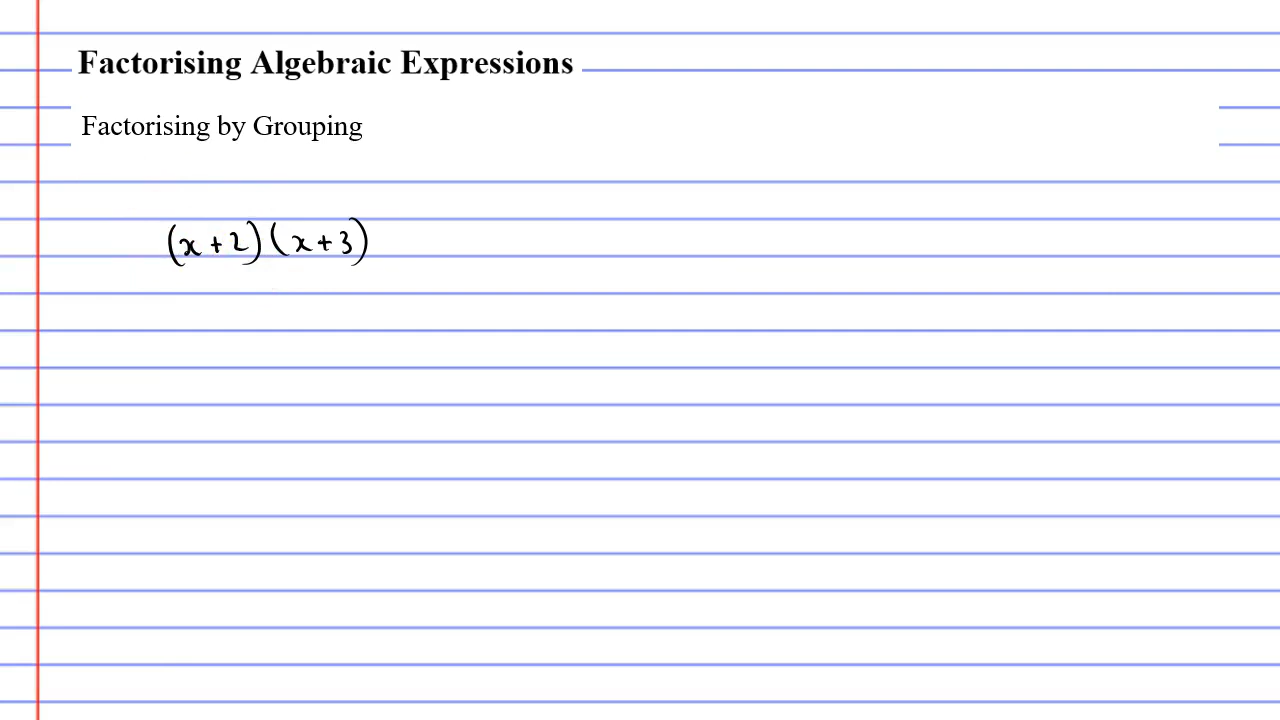 Factorising Algebraic Expressions
Factorising by Grouping
(x+2)(x+3)